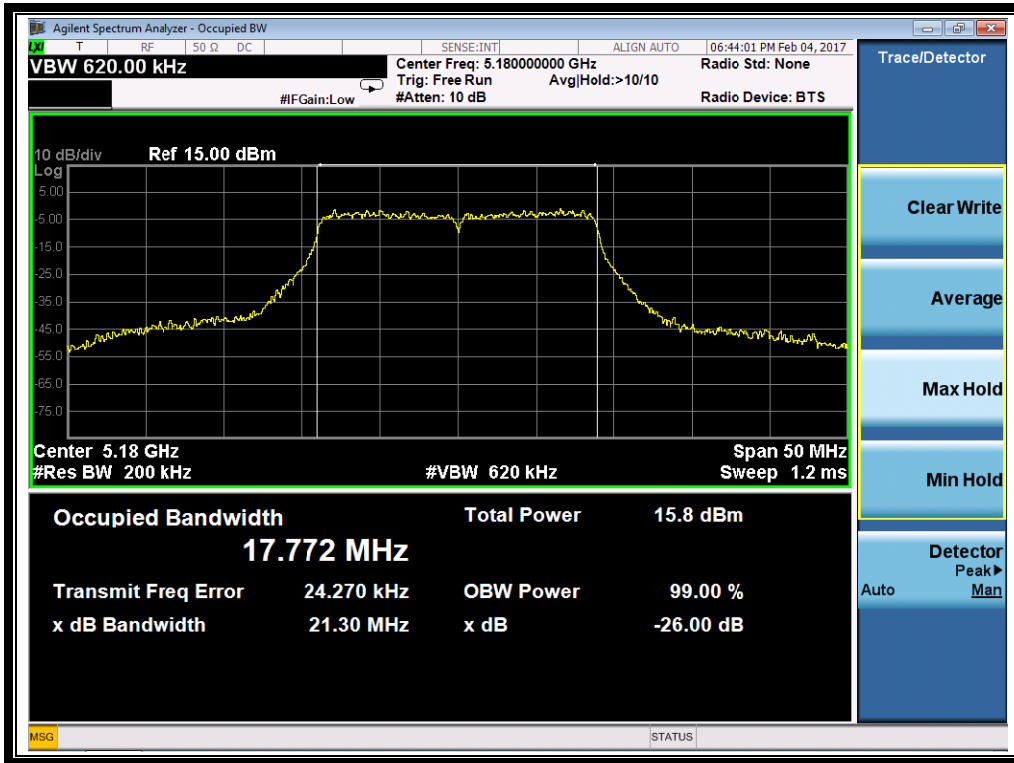 Agilent Spectrum Analyzer - Occupied BW
LXI T RF 50 Ω DC SENSE:INT ALIGN AUTO 06:44:01 PM Feb 04, 2017
VBW 620.00 kHz
Center Freq: 5.180000000 GHz Radio Std: None
Trig: Free Run Avg|Hold:>10/10
#IFGain:Low #Atten: 10 dB Radio Device: BTS
10 dB/div Ref 15.00 dBm
Log
5.00
-5.00
-15.0
-25.0
-35.0
-45.0
-55.0
-65.0
-75.0
Center 5.18 GHz Span 50 MHz
#Res BW 200 kHz #VBW 620 kHz Sweep 1.2 ms
Occupied Bandwidth Total Power 15.8 dBm
17.772 MHz
Transmit Freq Error 24.270 kHz OBW Power 99.00 %
x dB Bandwidth 21.30 MHz x dB -26.00 dB
MSG STATUS
Trace/Detector
Clear Write
Average
Max Hold
Min Hold
Detector
Peak▶
Auto Man